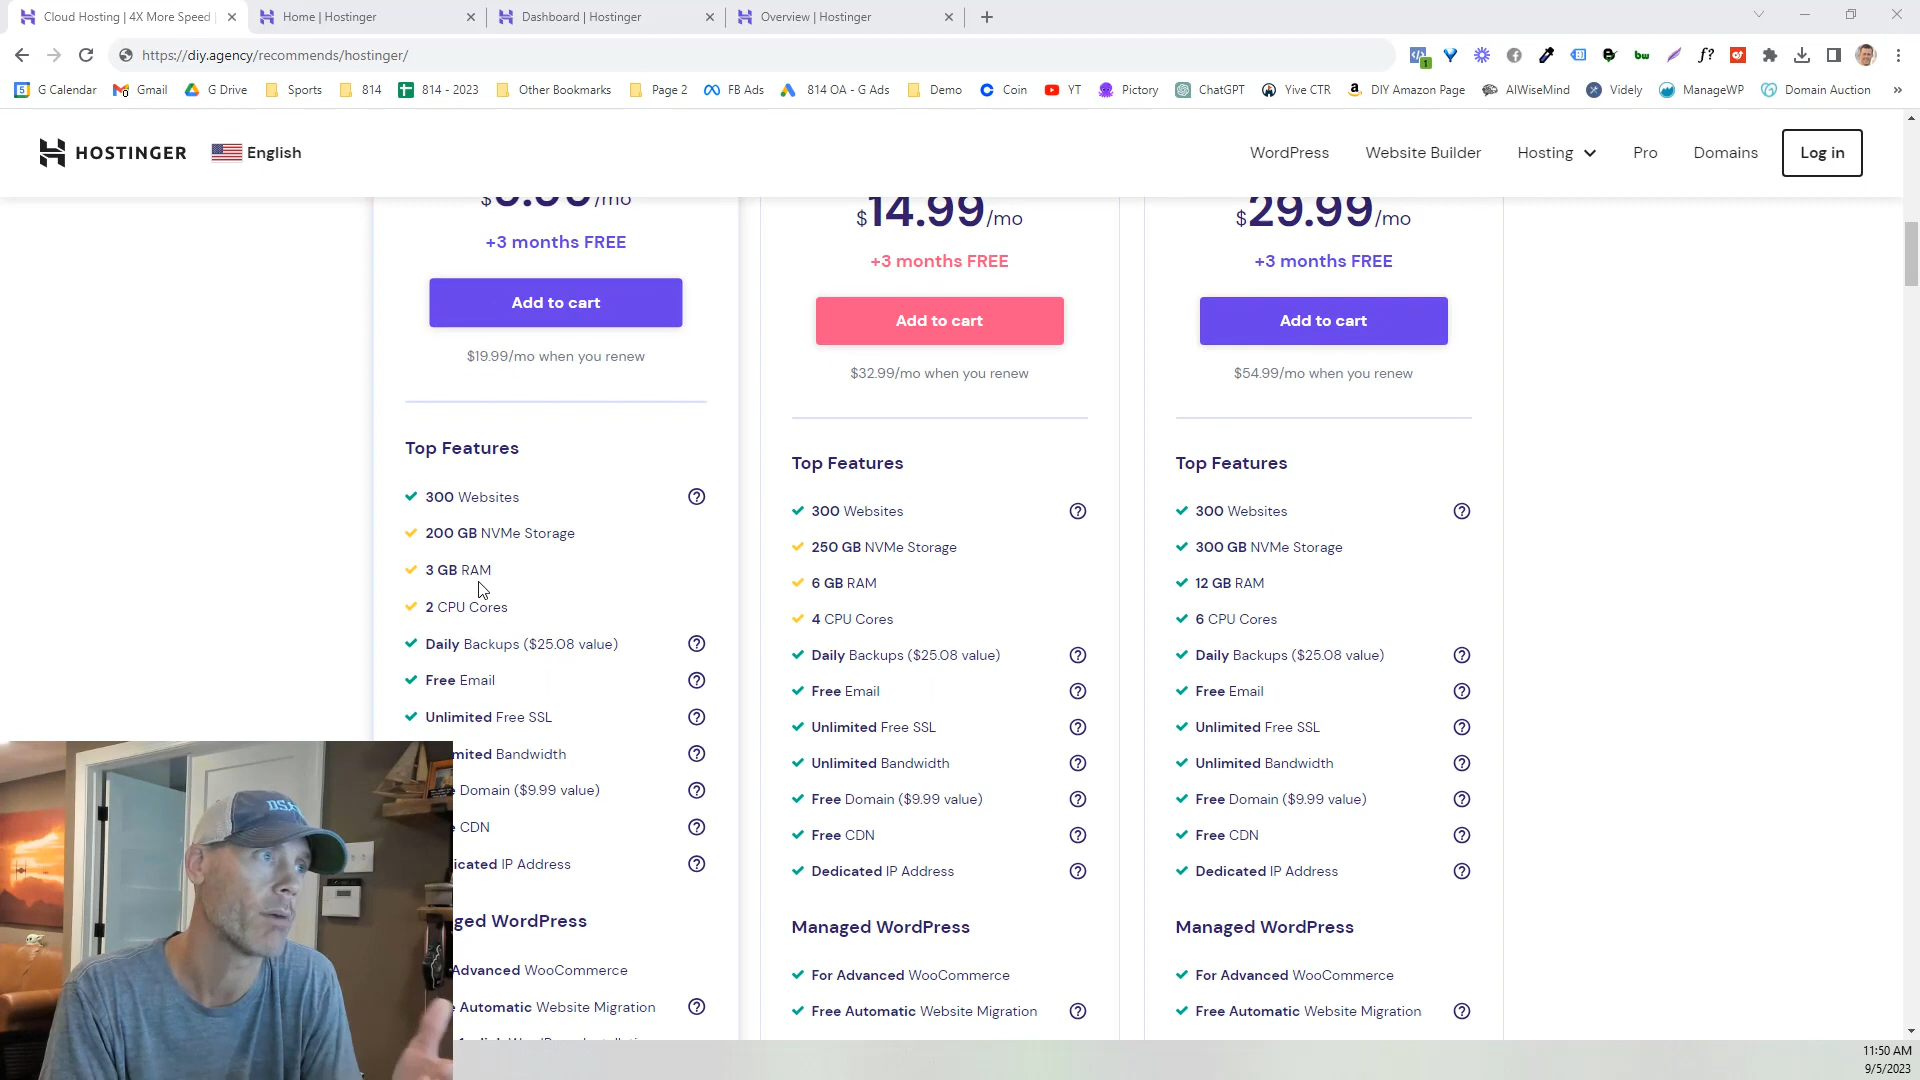 Cloud Hosting | 4X More Speed |
Home | Hostinger
Dashboard | Hostinger
Overview | Hostinger
https://diy.agency/recommends/hostinger/
G Calendar
Gmail
G Drive
Sports
814
814 - 2023
Other Bookmarks
Page 2
FB Ads
814 OA - G Ads
Demo
Coin
YT
Pictory
ChatGPT
Yive CTR
DIY Amazon Page
AIWiseMind
Videly
ManageWP
Domain Auction
HOSTINGER
English
WordPress
Website Builder
Hosting
Pro
Domains
Log in
/mo
+3 months FREE
Add to cart
$19.99/mo when you renew
Top Features
300 Websites
200 GB NVMe Storage
3 GB RAM
2 CPU Cores
Daily Backups ($25.08 value)
Free Email
Unlimited Free SSL
mited Bandwidth
e Domain ($9.99 value)
e CDN
icated IP Address
ged WordPress
Advanced WooCommerce
e Automatic Website Migration
$14.99/mo
+3 months FREE
Add to cart
$32.99/mo when you renew
Top Features
300 Websites
250 GB NVMe Storage
6 GB RAM
4 CPU Cores
Daily Backups ($25.08 value)
Free Email
Unlimited Free SSL
Unlimited Bandwidth
Free Domain ($9.99 value)
Free CDN
Dedicated IP Address
Managed WordPress
For Advanced WooCommerce
Free Automatic Website Migration
$29.99/mo
+3 months FREE
Add to cart
$54.99/mo when you renew
Top Features
300 Websites
300 GB NVMe Storage
12 GB RAM
6 CPU Cores
Daily Backups ($25.08 value)
Free Email
Unlimited Free SSL
Unlimited Bandwidth
Free Domain ($9.99 value)
Free CDN
Dedicated IP Address
Managed WordPress
For Advanced WooCommerce
Free Automatic Website Migration
11:50 AM
9/5/2023